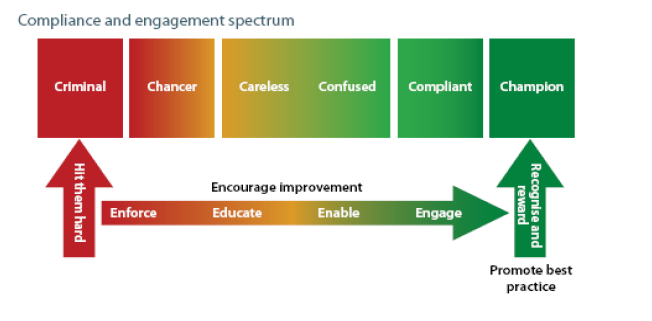 Compliance and engagement spectrum
Criminal
Chancer
Careless
Confused
Compliant
Champion
Hit them hard
Encourage improvement
Enforce
Educate
Enable
Engage
Recognise and
reward
Promote best
practice